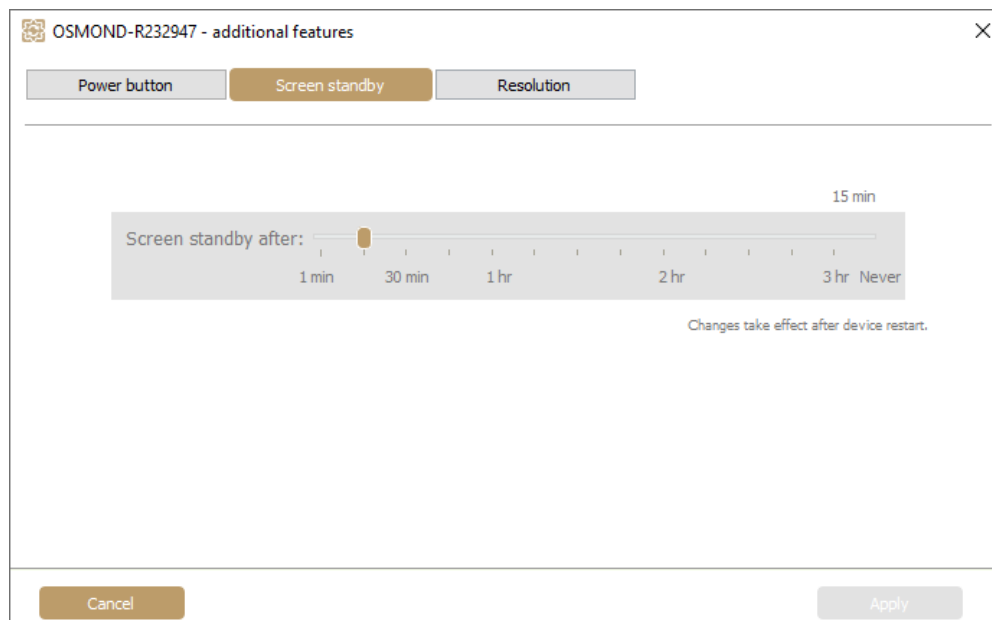 OSMOND-R232947 - additional features
Power button Screen standby Resolution
15 min
Screen standby after:
1 min 30 min 1 hr 2 hr 3 hr Never
Changes take effect after device restart.
Cancel Apply